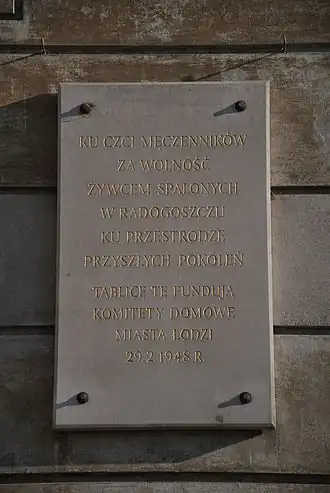 KU CZCI MĘCZENNIKÓW
ZA WOLNOŚĆ
ŻYWCEM SPALONYCH
W RADOGOSZCZU
KU PRZESTRODZE
PRZYSZŁYCH POKOLEŃ
TABLICĘ TĘ FUNDUJĄ
KOMITETY DOMOWE
MIASTA ŁODZI
29.2.1948 R.